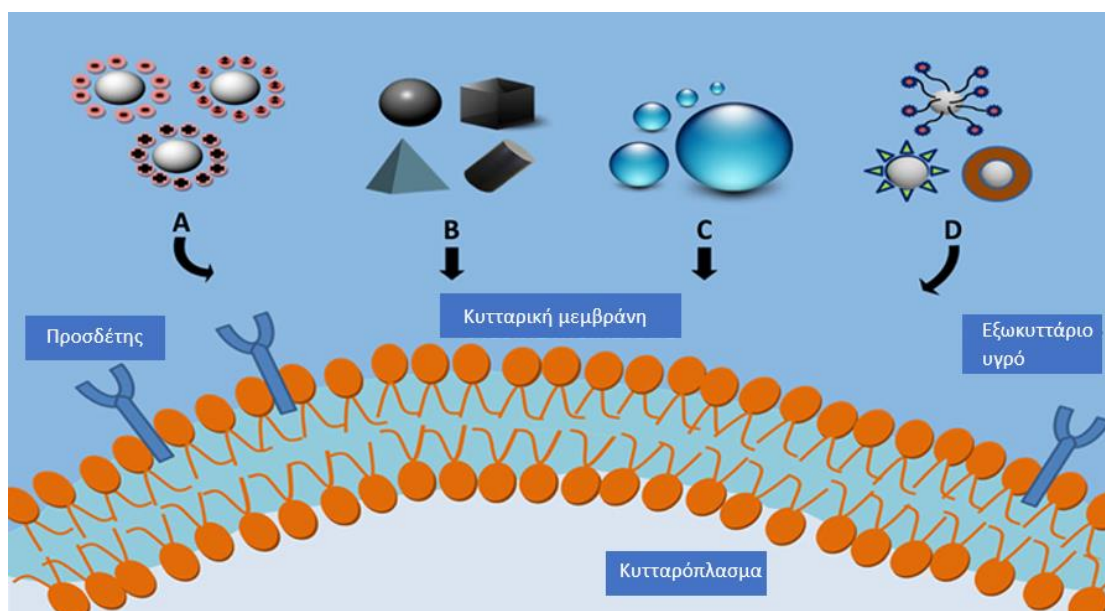 A
B
C
D
Προσδέτης
Κυτταρική μεμβράνη
Εξωκυττάριο
υγρό
Κυτταρόπλασμα